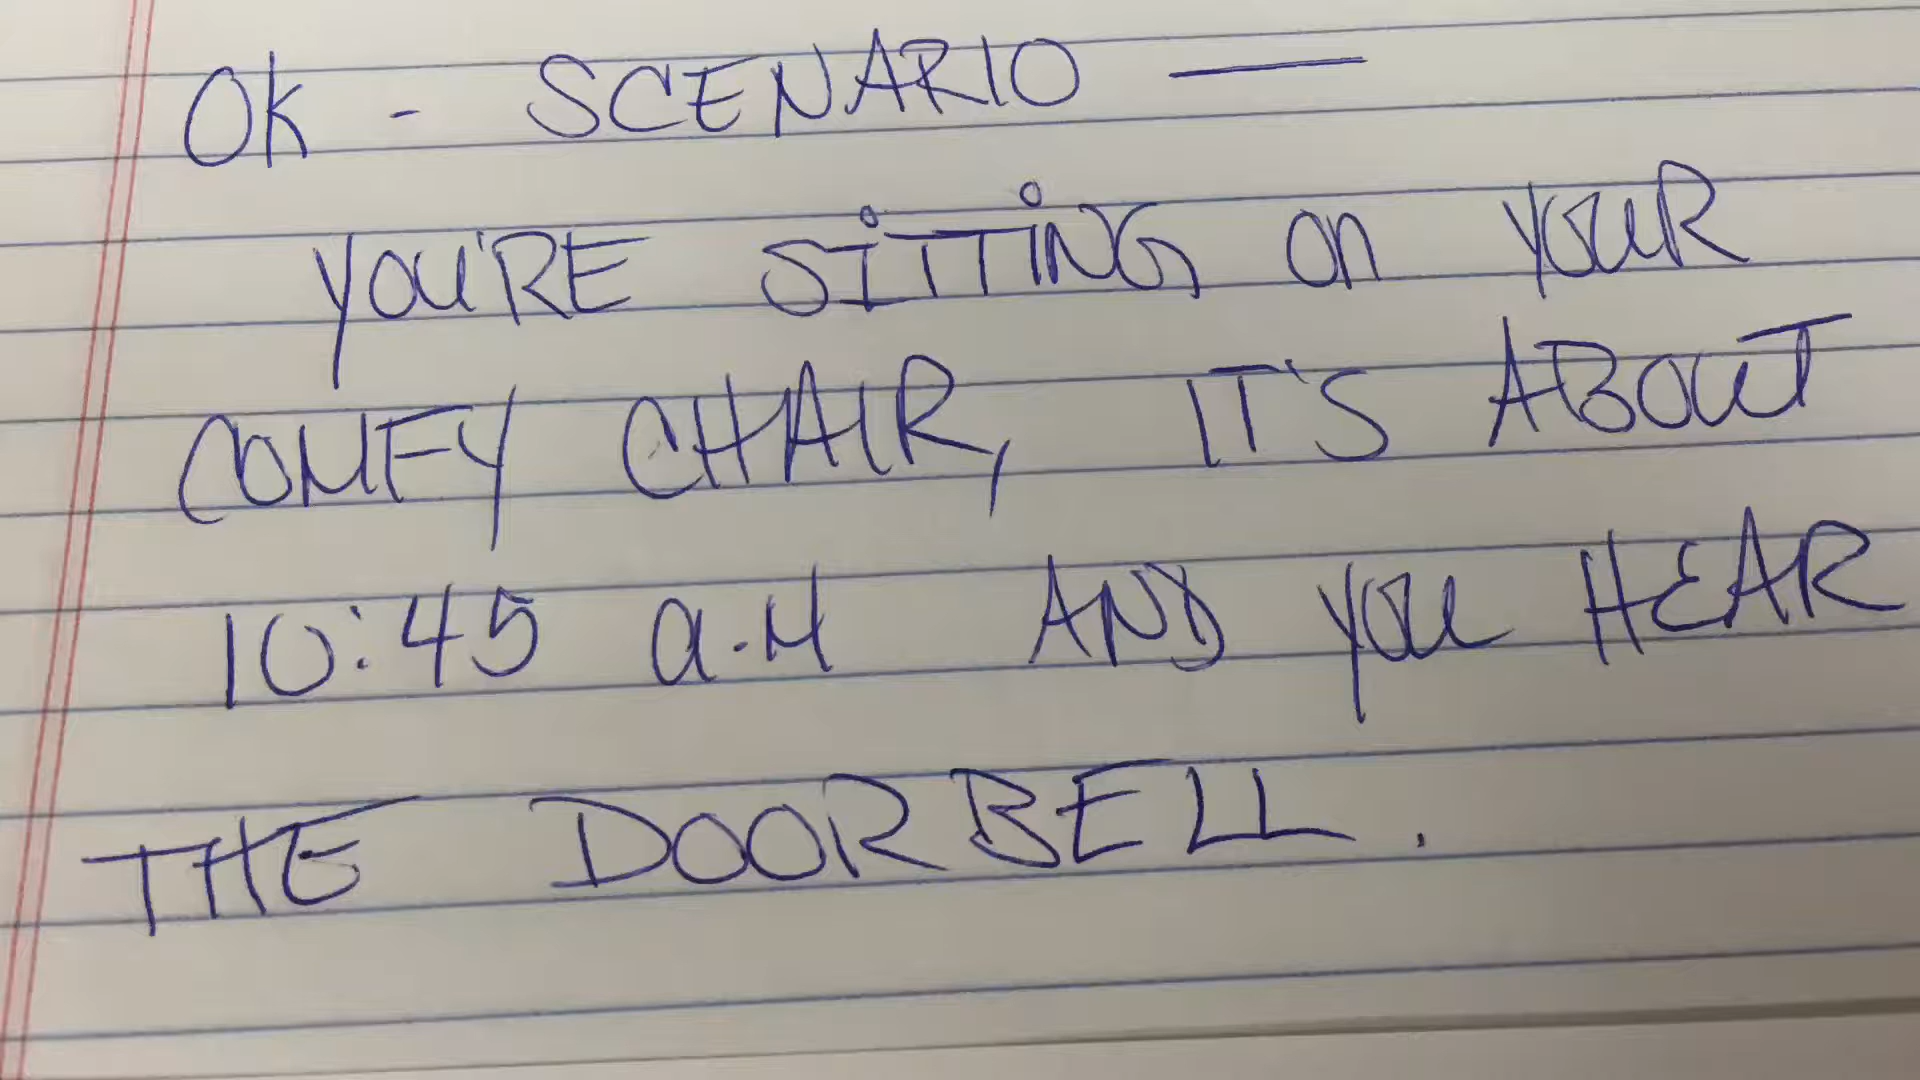 OK - SCENARIO —
YOU'RE SITTING ON YOUR
COMFY CHAIR, IT'S ABOUT
10:45 a.M AND YOU HEAR
THE DOORBELL.